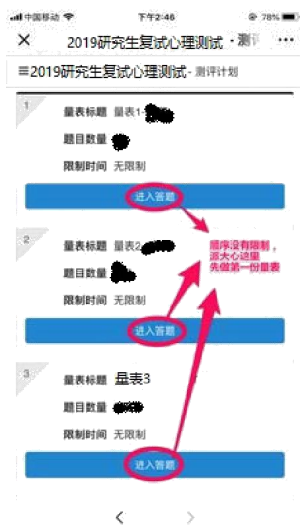 中国移动 下午2:46 78%
2019研究生复试心理测试 · 测评
≡2019研究生复试心理测试- 测评计划
1
量表标题 量表1-
题目数量
限制时间 无限制
进入答题
顺序没有限制，
派大心这里
先做第一份量表
2
量表标题 量表2
题目数量
限制时间 无限制
进入答题
3
量表标题 量表3
题目数量
限制时间 无限制
进入答题